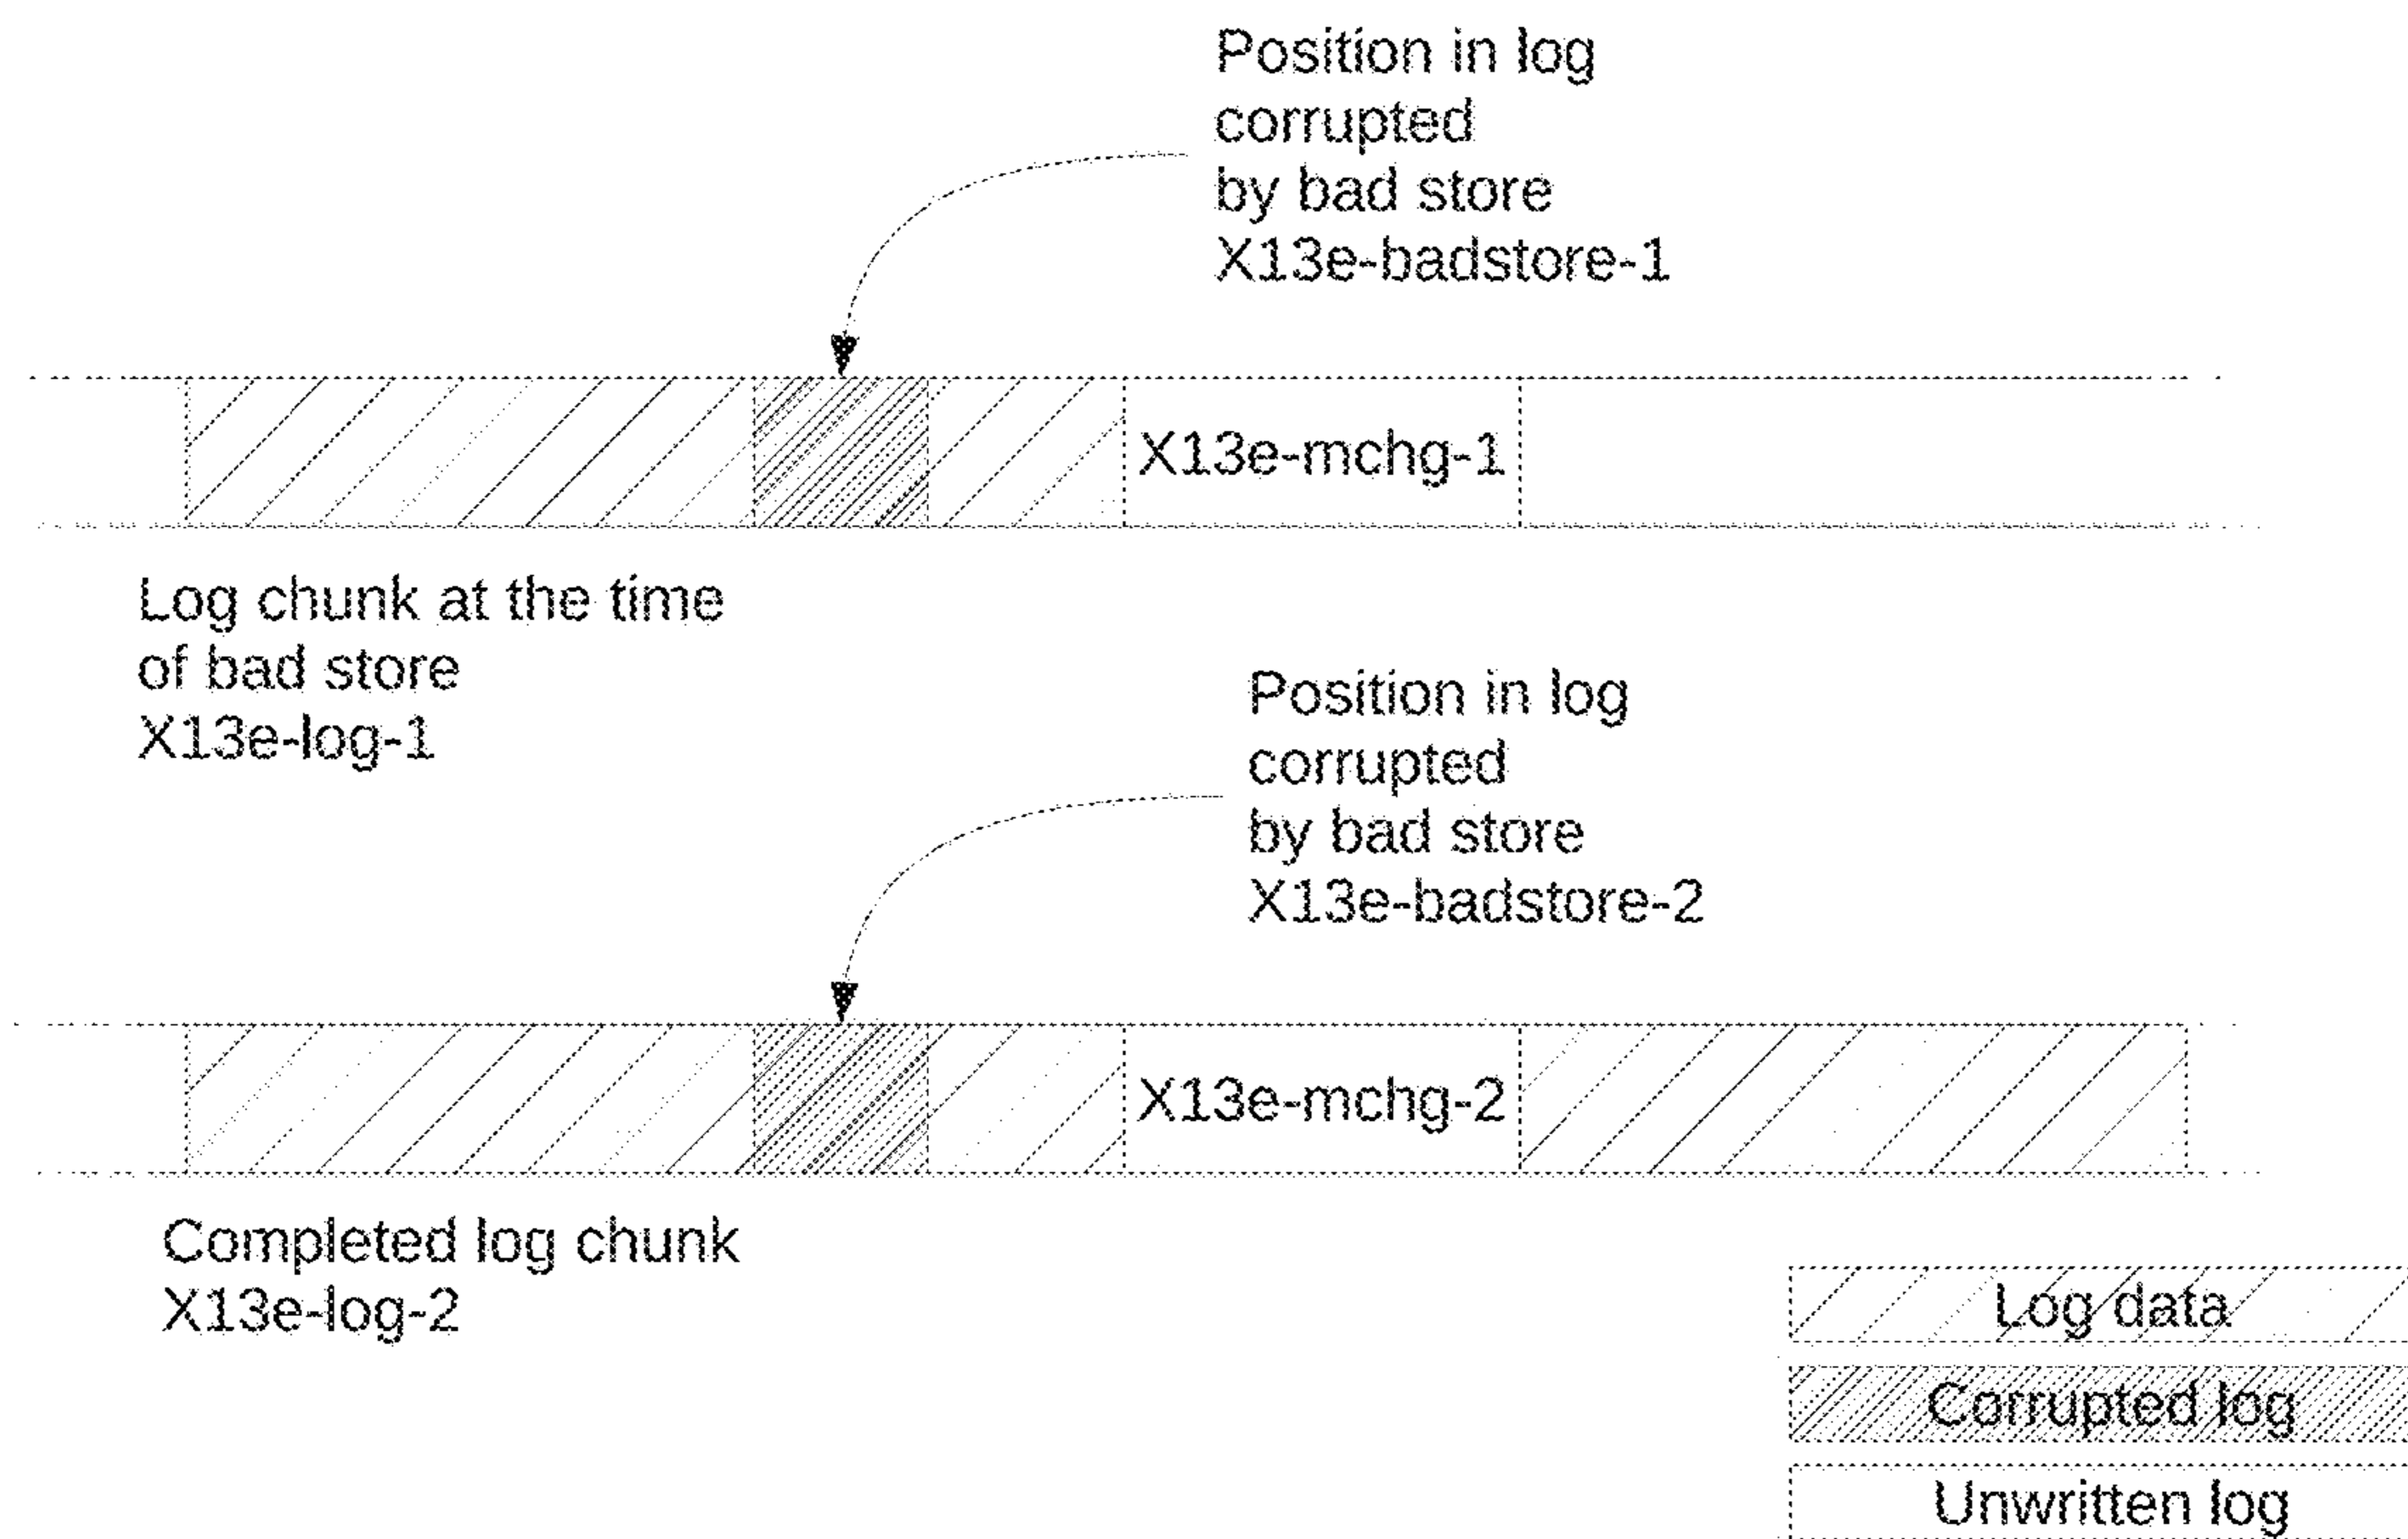 Position in log
corrupted
by bad store
X13e-badstore-1
X13e-mchg-1
Log chunk at the time
of bad store
X13e-log-1
Position in log
corrupted
by bad store
X13e-badstore-2
X13e-mchg-2
Completed log chunk
X13e-log-2
Log data
Corrupted log
Unwritten log